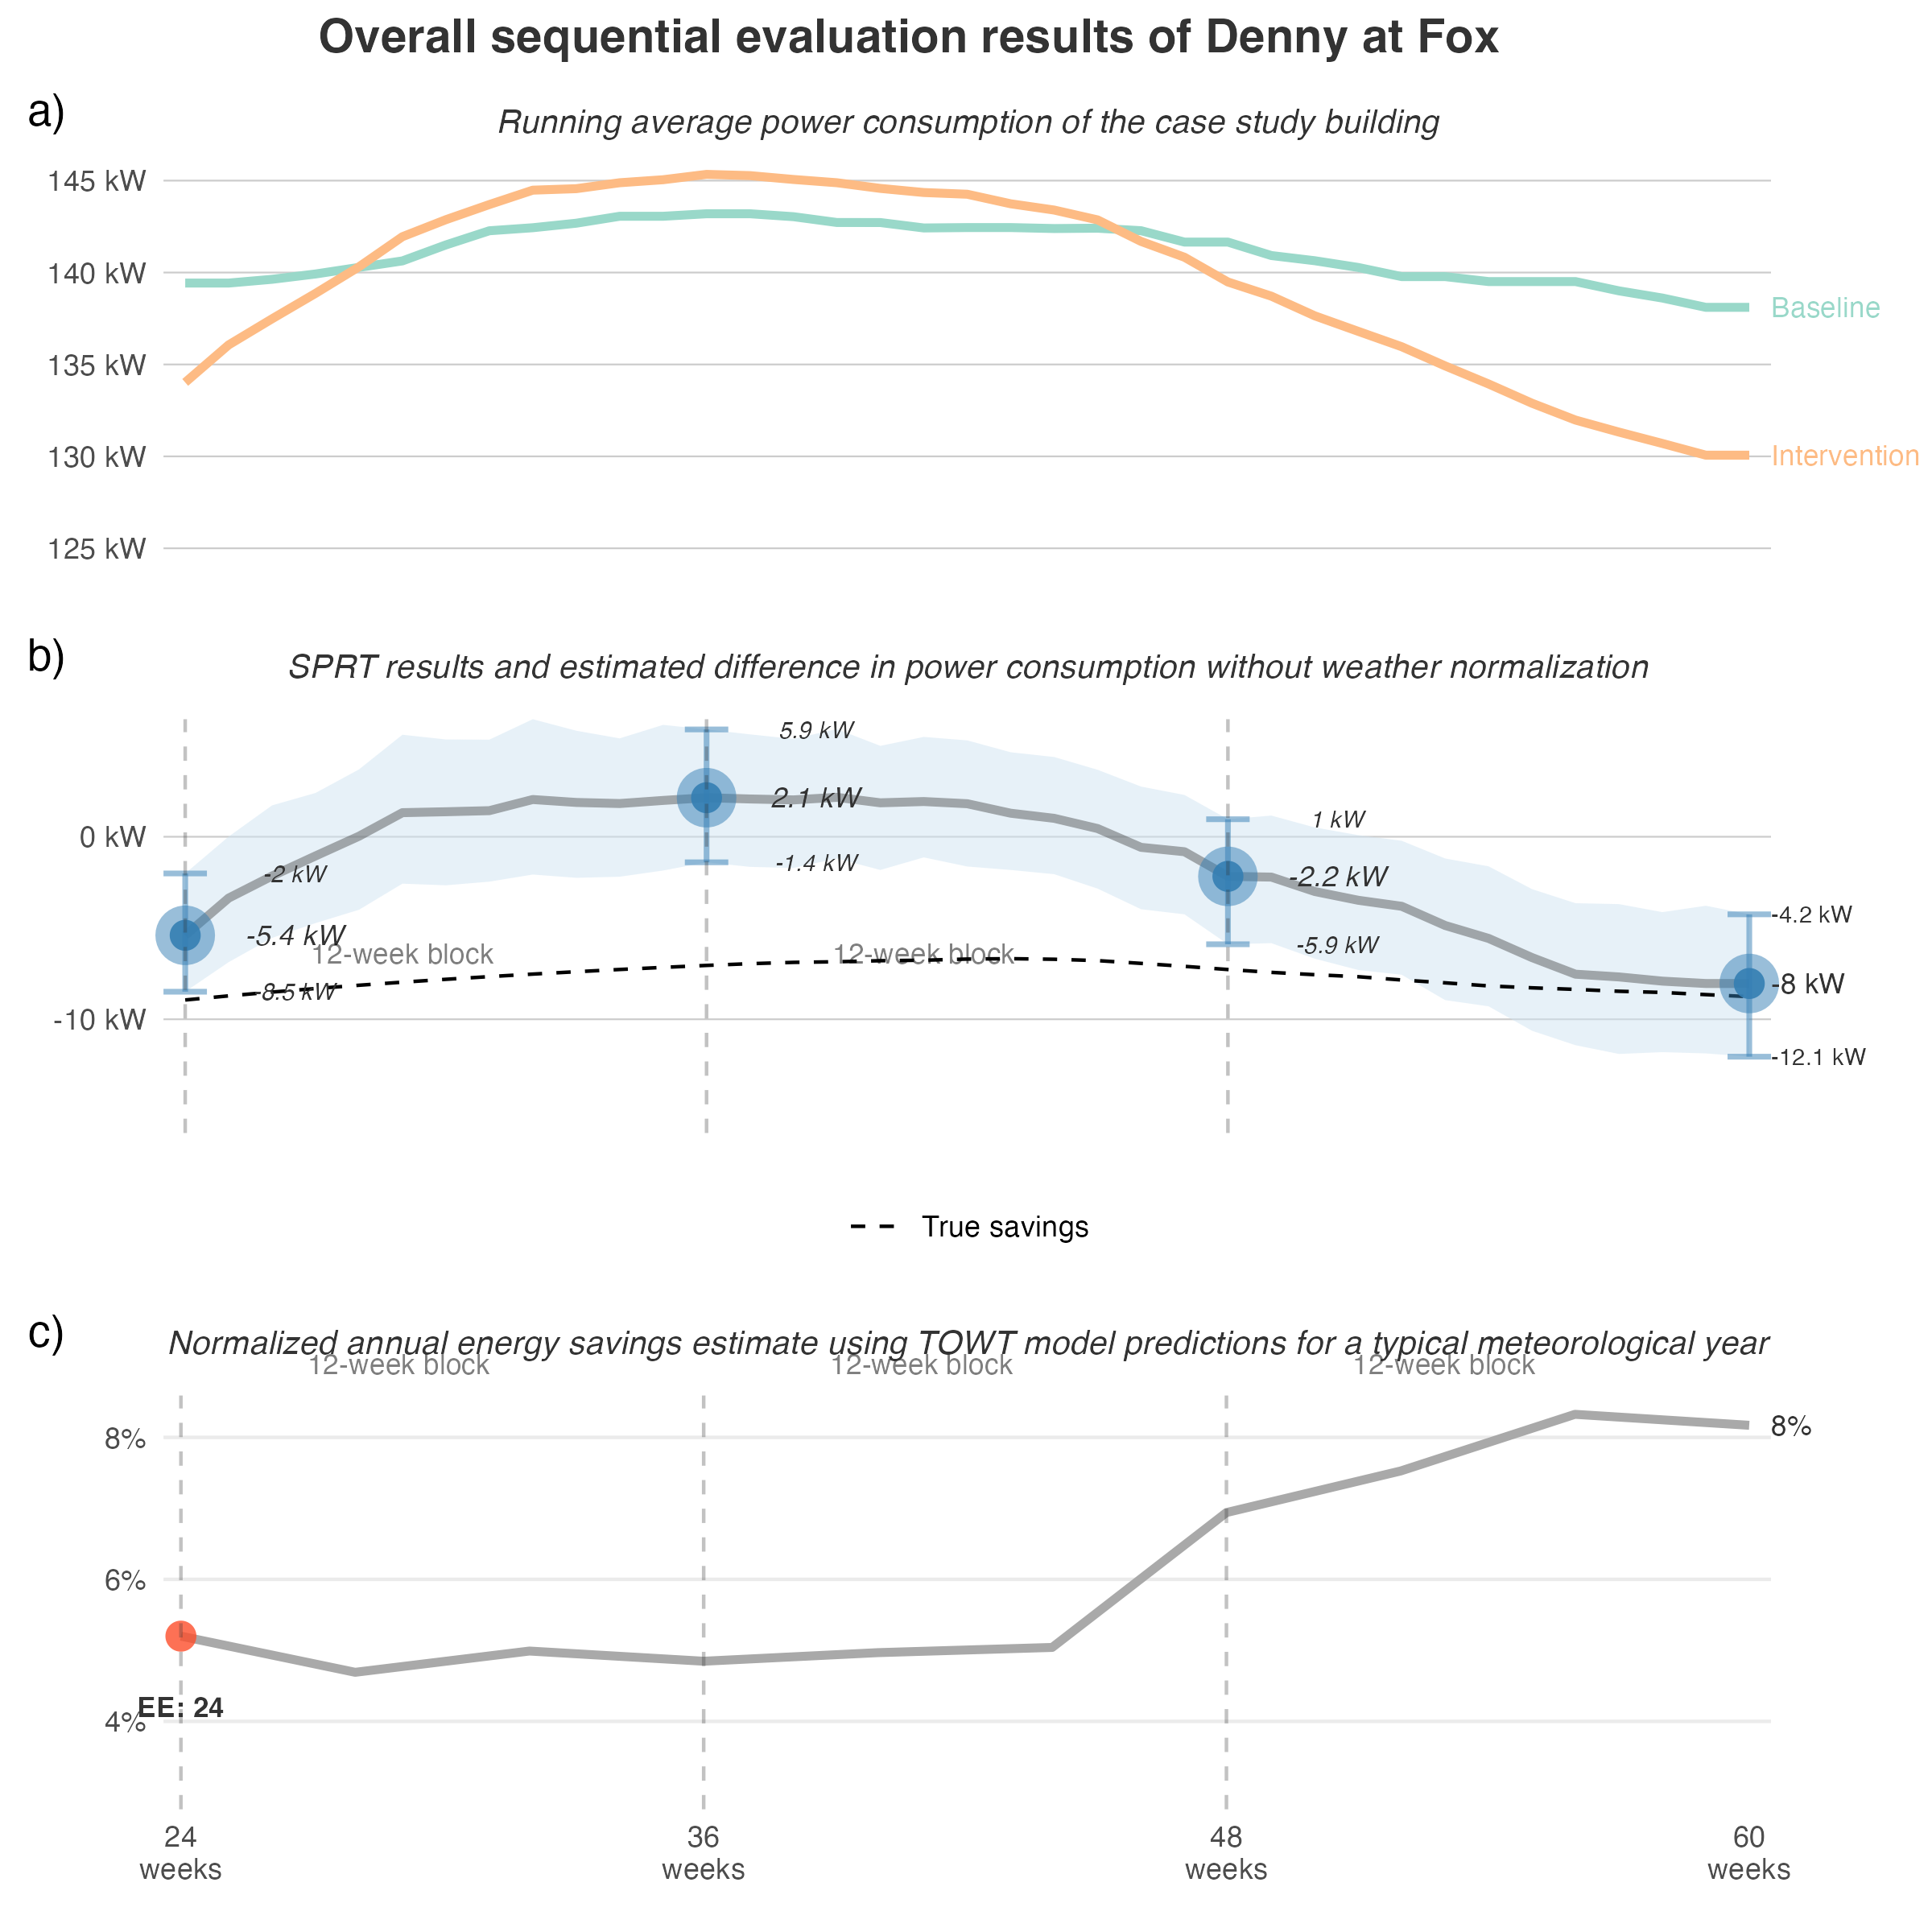 Overall sequential evaluation results of Denny at Fox
a)
Running average power consumption of the case study building
145 kW
140 kW
135 kW
130 kW
125 kW
Baseline
Intervention
b)
SPRT results and estimated difference in power consumption without weather normalization
5.9 kW
2.1 kW
1 kW
0 kW
-1.4 kW
-2 kW
-2.2 kW
-4.2 kW
-5.4 kW
-5.9 kW
12-week block
12-week block
-8 kW
-8.5 kW
-10 kW
-12.1 kW
True savings
c)
Normalized annual energy savings estimate using TOWT model predictions for a typical meteorological year
12-week block
12-week block
12-week block
8%
8%
6%
EE: 24
4%
24
weeks
36
weeks
48
weeks
60
weeks